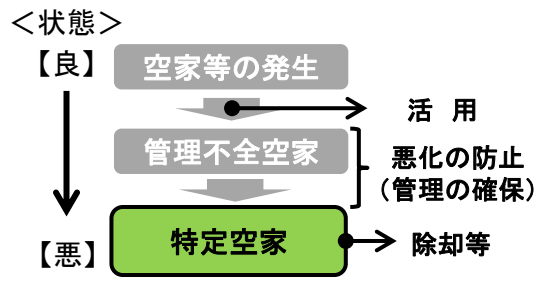 ＜状態＞
【良】
空家等の発生
活 用
管理不全空家
悪化の防止
（管理の確保）
特定空家
【悪】
除却等